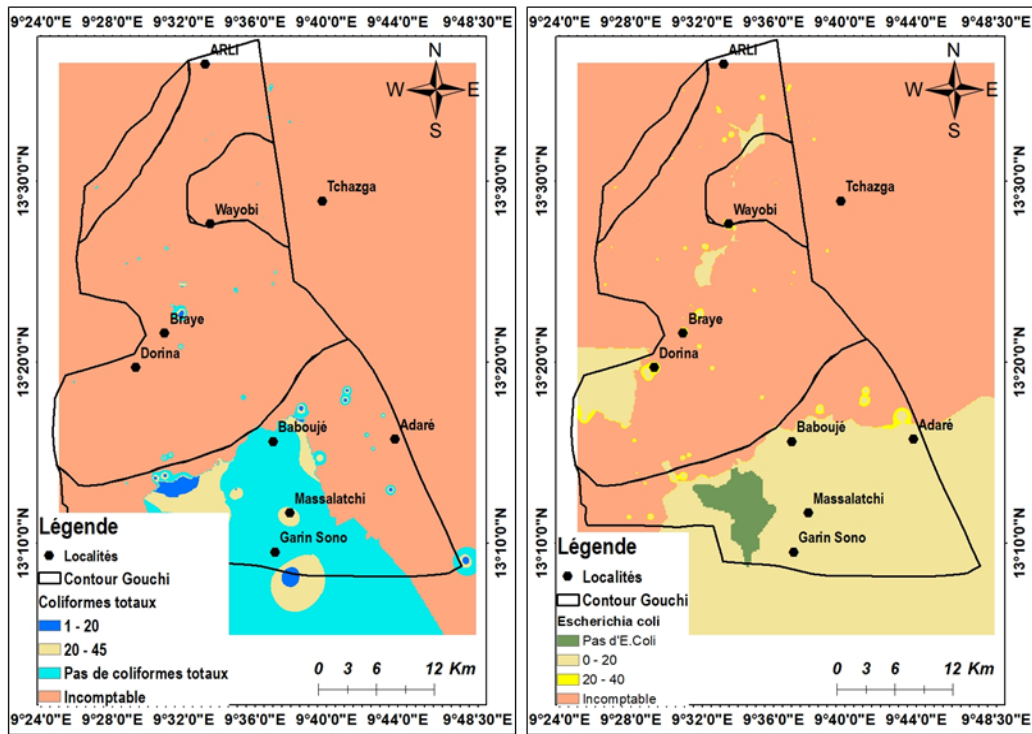 9°24'0"E 9°28'0"E 9°32'0"E 9°36'0"E 9°40'0"E 9°44'0"E 9°48'30"E
ARLI
N
W E
S
13°30'0"N 13°30'0"N
Tchazga
Wayobi
Braye
13°20'0"N 13°20'0"N
Dorina
Baboujé
Adaré
Massalatchi
13°10'0"N 13°10'0"N
Garin Sono
Légende
Localités
Contour Gouchi
Coliformes totaux
1 - 20
20 - 45
Pas de coliformes totaux
Incomptable
0 3 6 12 Km
9°24'0"E 9°28'0"E 9°32'0"E 9°36'0"E 9°40'0"E 9°44'0"E 9°48'30"E
9°24'0"E 9°28'0"E 9°32'0"E 9°36'0"E 9°40'0"E 9°44'0"E 9°48'30"E
ARLI
N
W E
S
13°30'0"N 13°30'0"N
Tchazga
Wayobi
Braye
13°20'0"N 13°20'0"N
Dorina
Baboujé
Adaré
Massalatchi
13°10'0"N 13°10'0"N
Garin Sono
Légende
Localités
Contour Gouchi
Escherichia coli
Pas d'E.Coli
0 - 20
20 - 40
Incomptable
0 3 6 12 Km
9°24'0"E 9°28'0"E 9°32'0"E 9°36'0"E 9°40'0"E 9°44'0"E 9°48'30"E